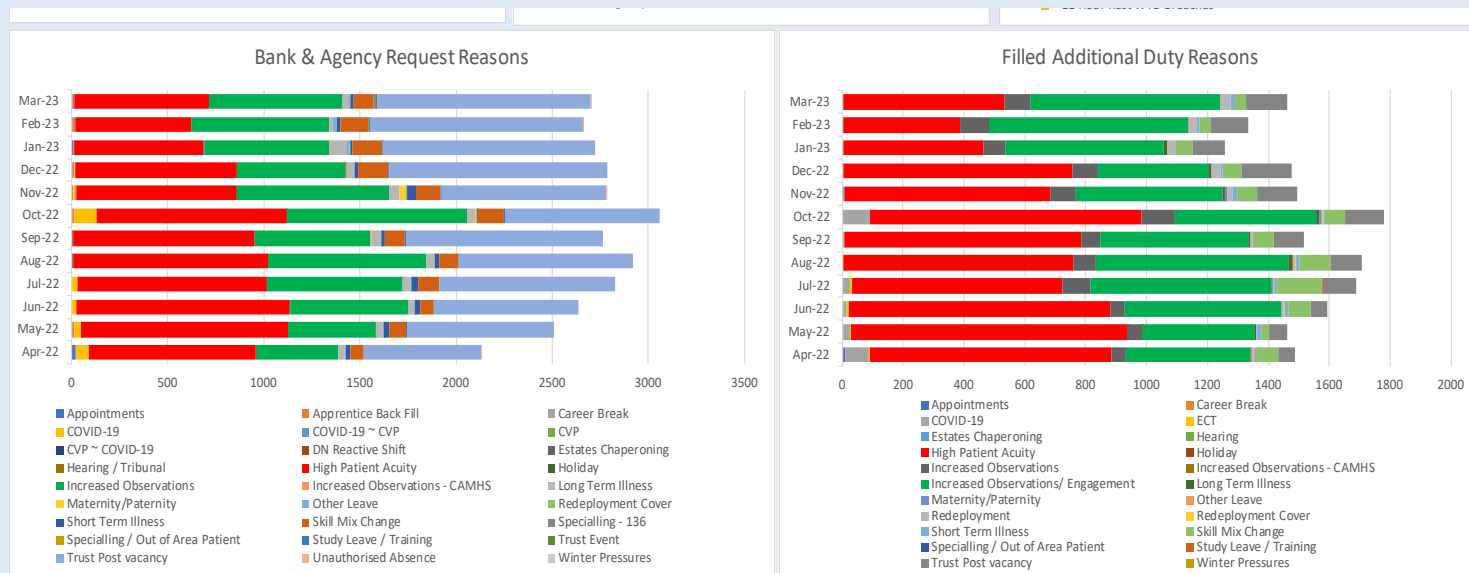 Bank & Agency Request Reasons
Mar-23
Feb-23
Jan-23
Dec-22
Nov-22
Oct-22
Sep-22
Aug-22
Jul-22
Jun-22
May-22
Apr-22
0 500 1000 1500 2000 2500 3000 3500
Appointments Apprentice Back Fill Career Break
COVID-19 COVID-19 ~ CVP CVP
CVP ~ COVID-19 DN Reactive Shift Estates Chaperoning
Hearing / Tribunal High Patient Acuity Holiday
Increased Observations Increased Observations - CAMHS Long Term Illness
Maternity/Paternity Other Leave Redeployment Cover
Short Term Illness Skill Mix Change Specialling - 136
Specialling / Out of Area Patient Study Leave / Training Trust Event
Trust Post vacancy Unauthorised Absence Winter Pressures
Filled Additional Duty Reasons
Mar-23
Feb-23
Jan-23
Dec-22
Nov-22
Oct-22
Sep-22
Aug-22
Jul-22
Jun-22
May-22
Apr-22
0 200 400 600 800 1000 1200 1400 1600 1800 2000
Appointments Career Break
COVID-19 ECT
Estates Chaperoning Hearing
High Patient Acuity Holiday
Increased Observations Increased Observations - CAMHS
Increased Observations/ Engagement Long Term Illness
Maternity/Paternity Other Leave
Redeployment Redeployment Cover
Short Term Illness Skill Mix Change
Specialling / Out of Area Patient Study Leave / Training
Trust Post vacancy Winter Pressures